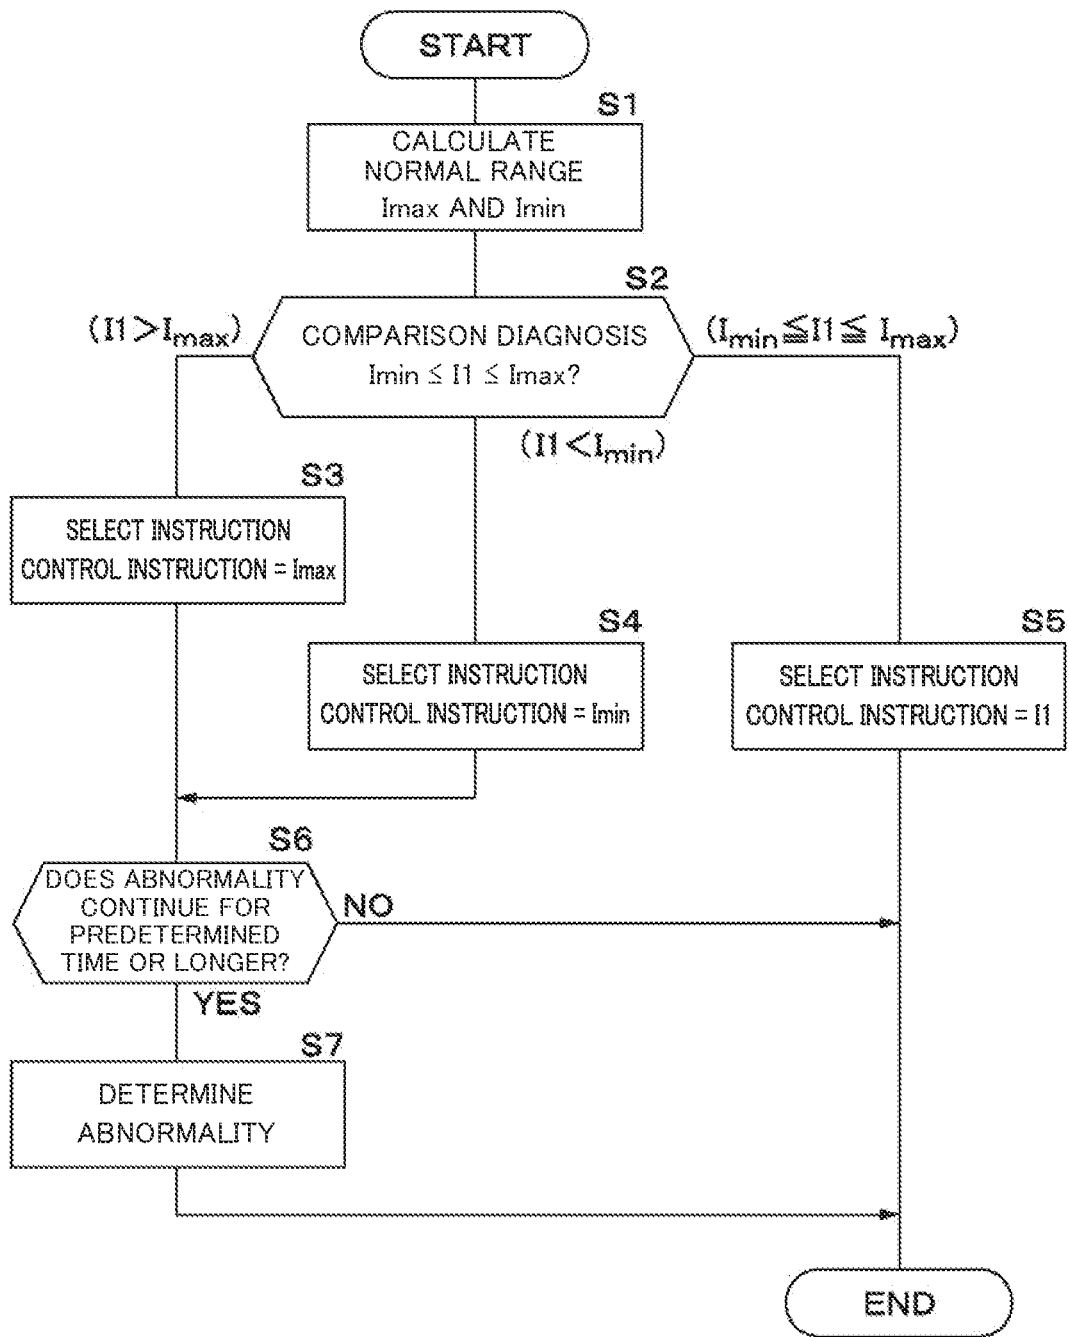 START
S1
CALCULATE
NORMAL RANGE
Imax AND Imin
S2
(I1>Imax)
COMPARISON DIAGNOSIS
Imin ≤ I1 ≤ Imax?
(Imin≦I1≦ Imax)
(I1<Imin)
S3
SELECT INSTRUCTION
CONTROL INSTRUCTION = Imax
S4
SELECT INSTRUCTION
CONTROL INSTRUCTION = Imin
S5
SELECT INSTRUCTION
CONTROL INSTRUCTION = I1
S6
DOES ABNORMALITY
CONTINUE FOR
PREDETERMINED
TIME OR LONGER?
NO
YES
S7
DETERMINE
ABNORMALITY
END